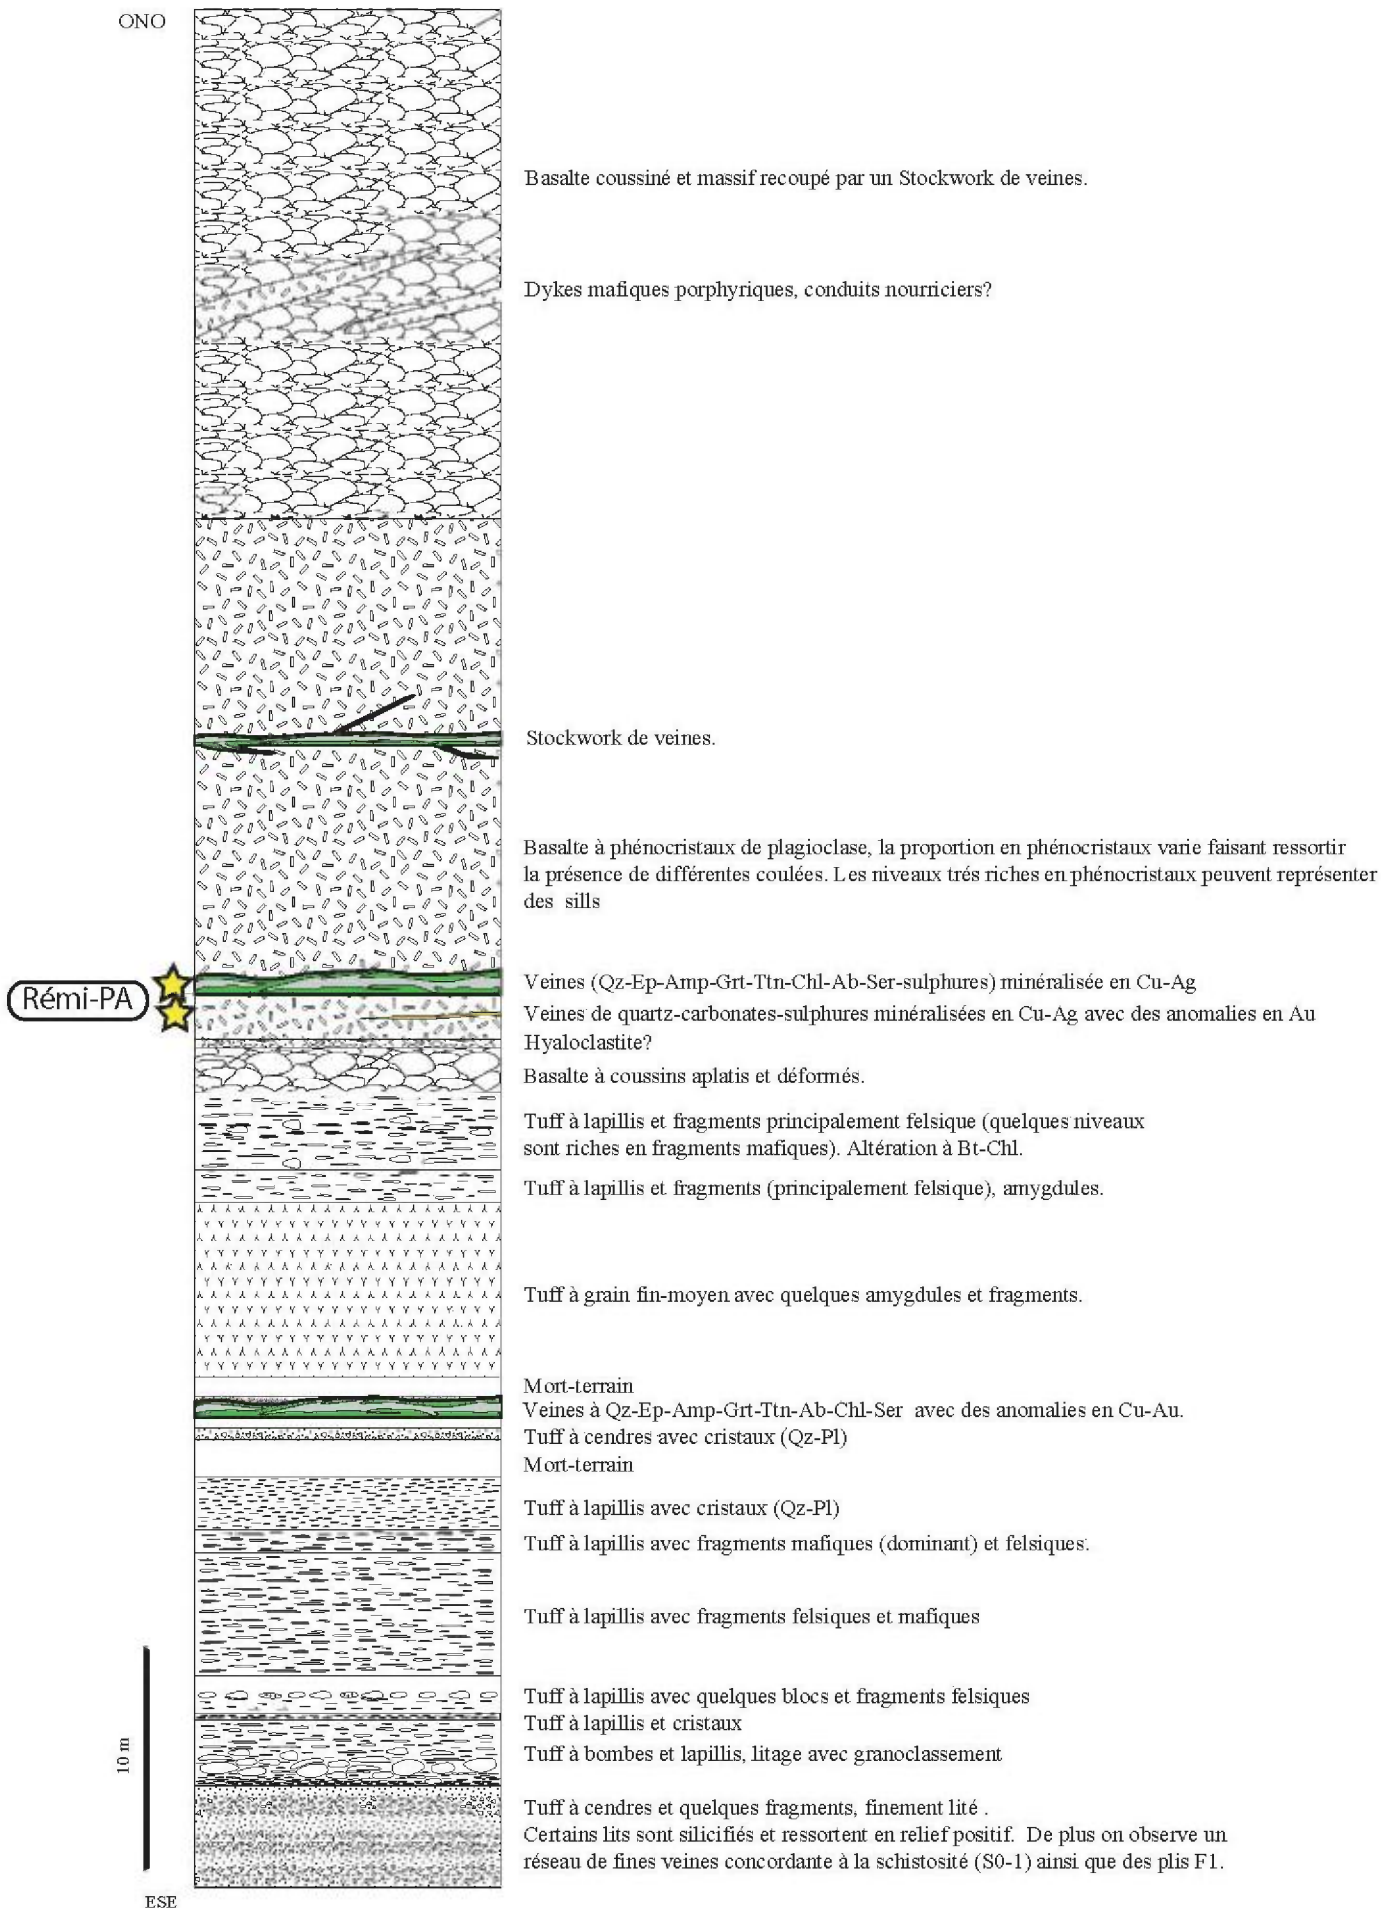 ONO
Basalte coussiné et massif recoupé par un Stockwork de veines.
Dykes mafiques porphyriques, conduits nourriciers?
Stockwork de veines.
Basalte à phénocristaux de plagioclase, la proportion en phénocristaux varie faisant ressortir
la présence de différentes coulées. Les niveaux trés riches en phénocristaux peuvent représenter
des sills
Rémi-PA
Veines (Qz-Ep-Amp-Grt-Ttn-Chl-Ab-Ser-sulphures) minéralisée en Cu-Ag
Veines de quartz-carbonates-sulphures minéralisées en Cu-Ag avec des anomalies en Au
Hyaloclastite?
Basalte à coussins aplatis et déformés.
Tuff à lapillis et fragments principalement felsique (quelques niveaux
sont riches en fragments mafiques). Altération à Bt-Chl.
Tuff à lapillis et fragments (principalement felsique), amygdules.
Tuff à grain fin-moyen avec quelques amygdules et fragments.
Mort-terrain
Veines à Qz-Ep-Amp-Grt-Ttn-Ab-Chl-Ser avec des anomalies en Cu-Au.
Tuff à cendres avec cristaux (Qz-Pl)
Mort-terrain
Tuff à lapillis avec cristaux (Qz-Pl)
Tuff à lapillis avec fragments mafiques (dominant) et felsiques.
Tuff à lapillis avec fragments felsiques et mafiques
Tuff à lapillis avec quelques blocs et fragments felsiques
Tuff à lapillis et cristaux
Tuff à bombes et lapillis, litage avec granoclassement
10 m
Tuff à cendres et quelques fragments, finement lité .
Certains lits sont silicifiés et ressortent en relief positif. De plus on observe un
réseau de fines veines concordante à la schistosité (S0-1) ainsi que des plis F1.
ESE